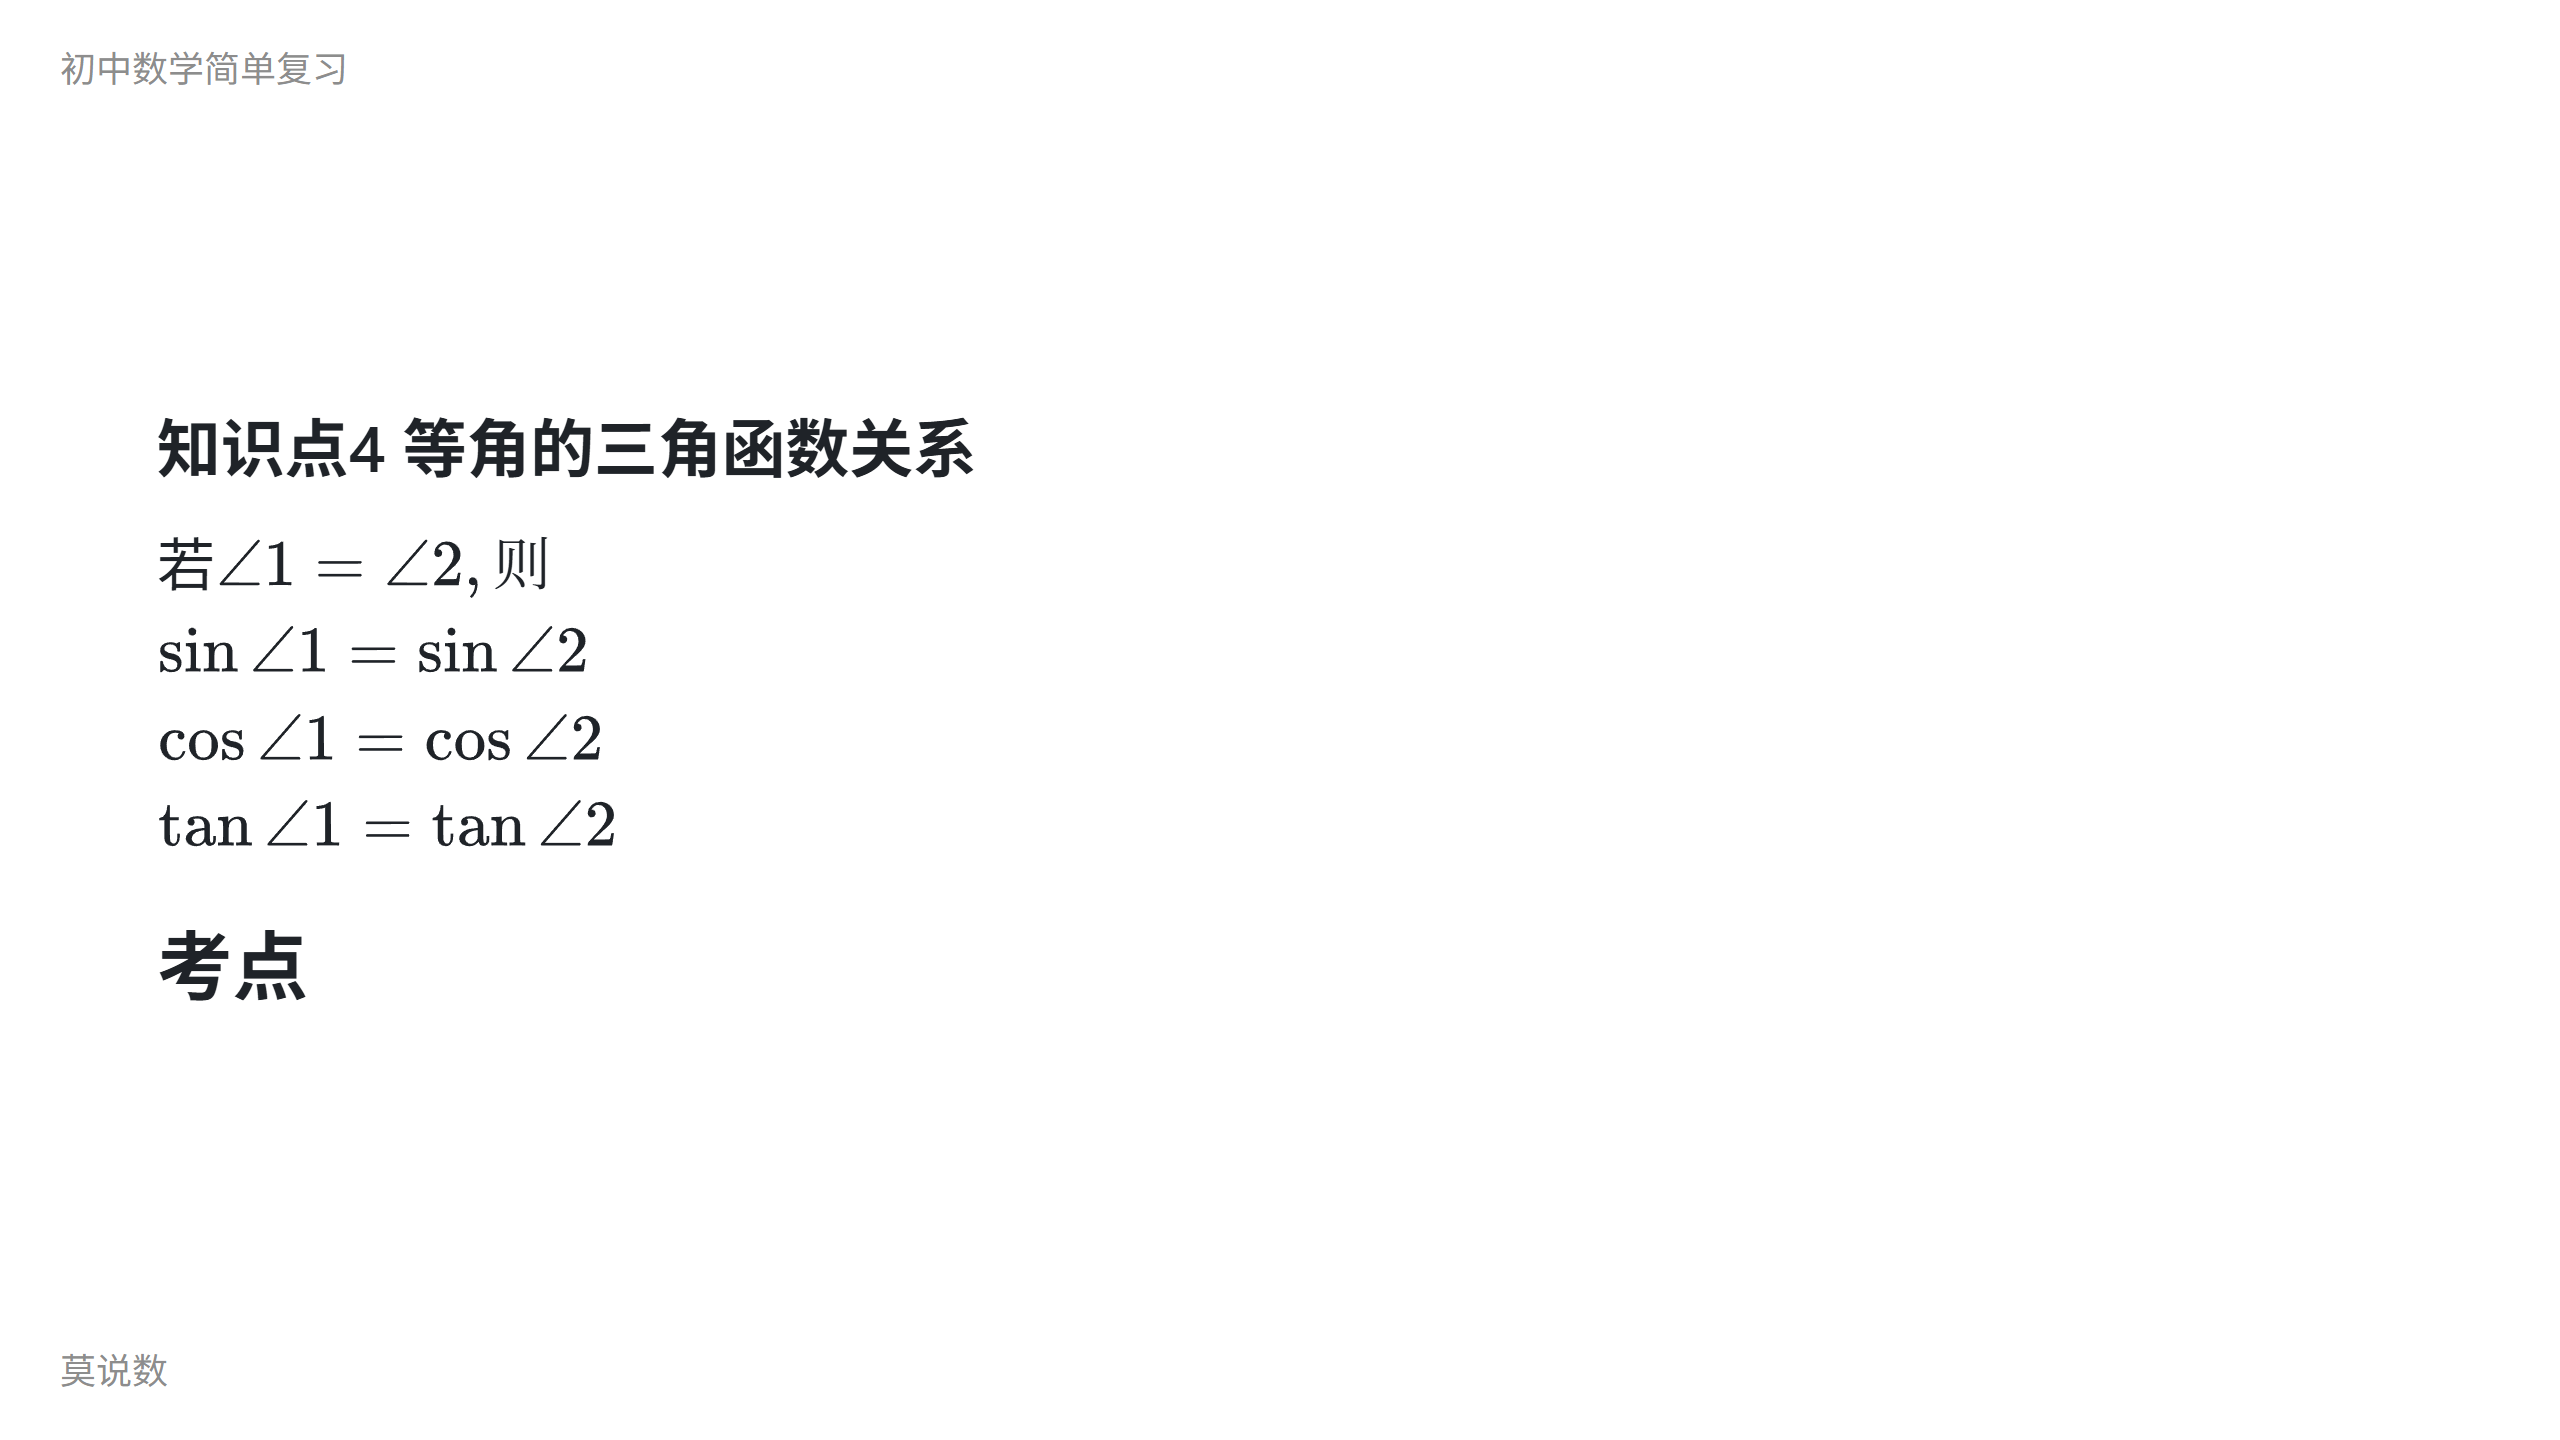 初中数学简单复习
知识点4 等角的三角函数关系
若∠1 = ∠2, 则
sin ∠1 = sin ∠2
cos ∠1 = cos ∠2
tan ∠1 = tan ∠2
考点
莫说数